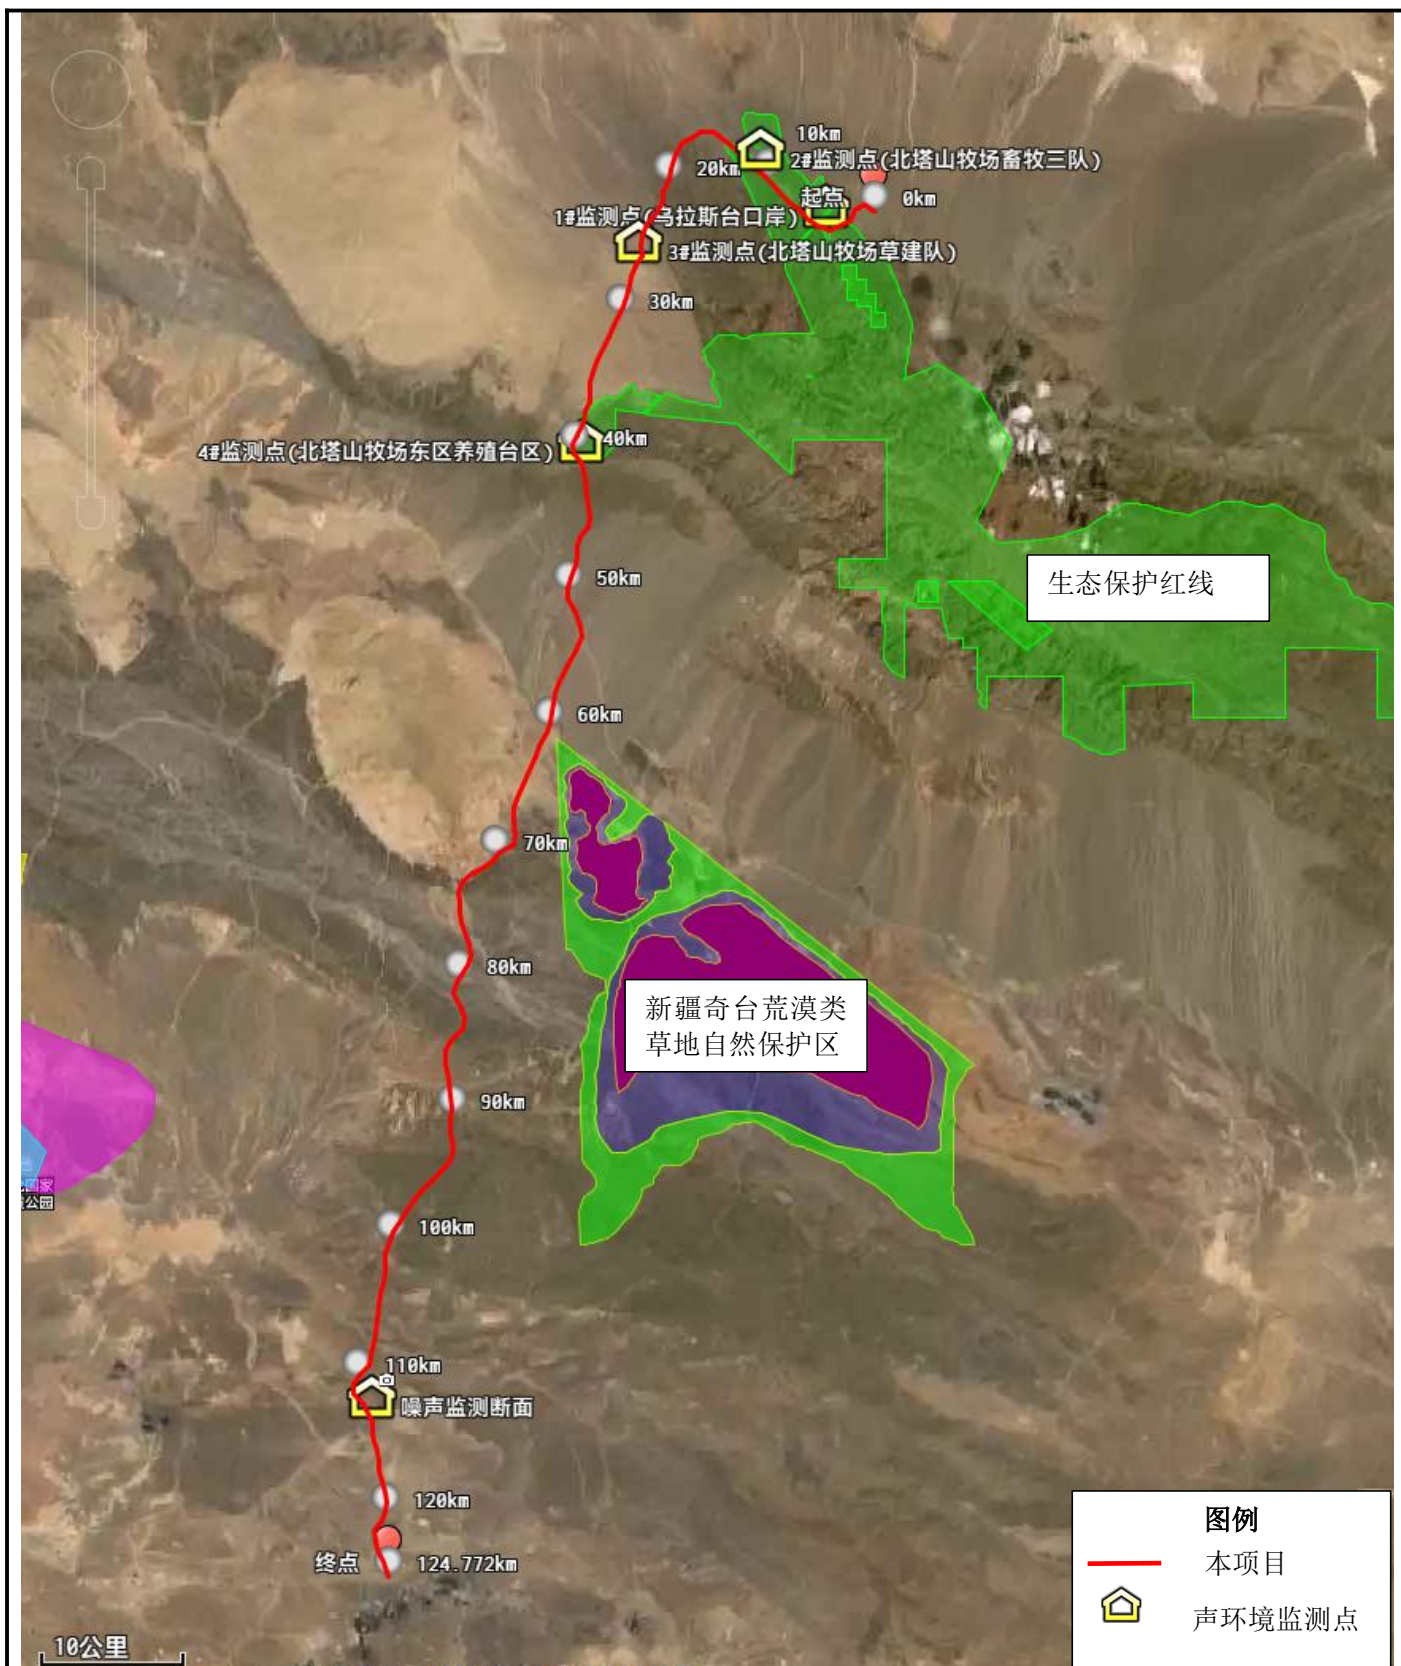 10km
2#监测点(北塔山牧场畜牧三队)
20km
起点
0km
1#监测点(乌拉斯台口岸)
3#监测点(北塔山牧场草建队)
30km
40km
4#监测点(北塔山牧场东区养殖台区)
50km
生态保护红线
60km
70km
80km
新疆奇台荒漠类
草地自然保护区
90km
国家
公园
100km
110km
噪声监测断面
120km
终点
124.772km
图例
本项目
声环境监测点
10公里